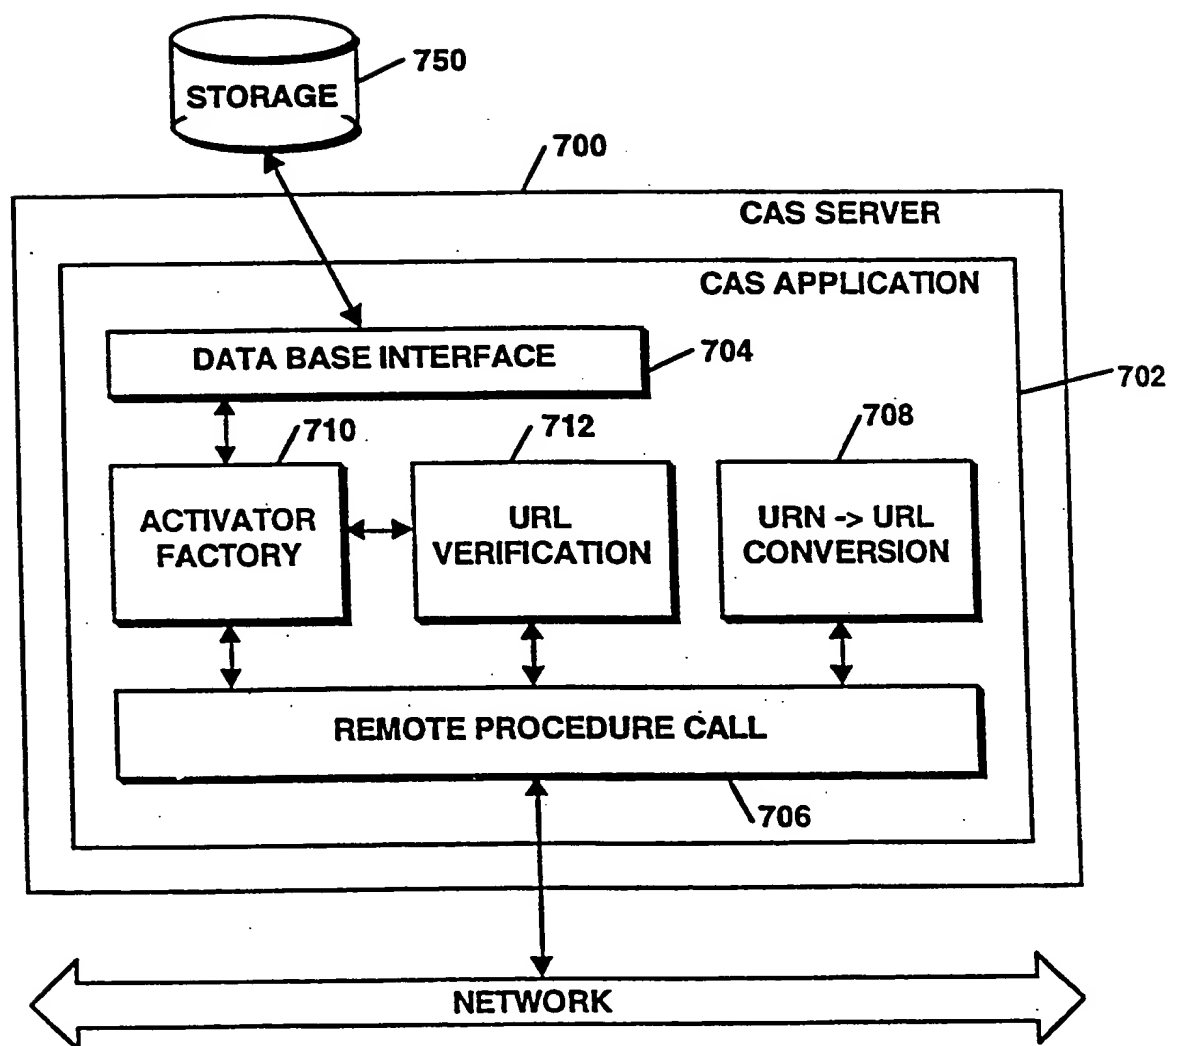 750
STORAGE
700
CAS SERVER
CAS APPLICATION
DATA BASE INTERFACE
704
702
710
712
708
ACTIVATOR
FACTORY
URL
VERIFICATION
URN -> URL
CONVERSION
REMOTE PROCEDURE CALL
706
NETWORK